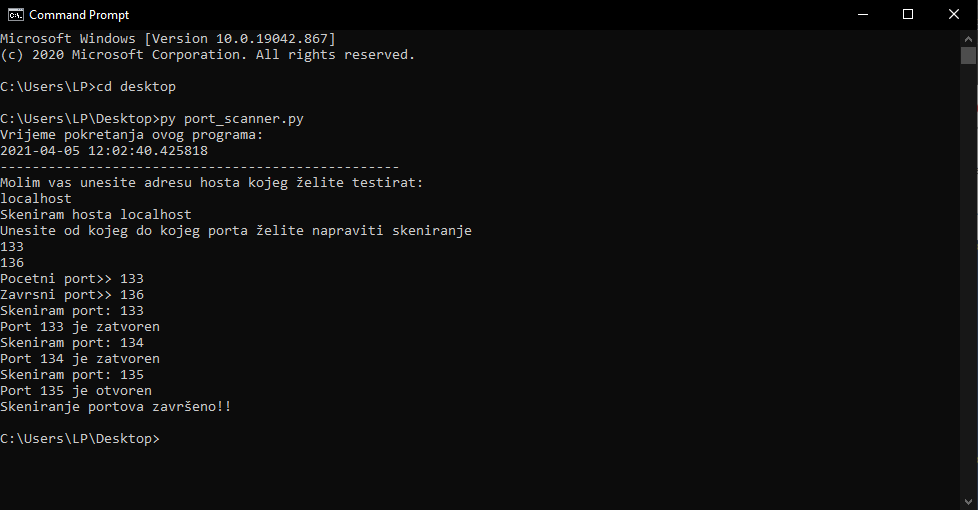 Command Prompt
Microsoft Windows [Version 10.0.19042.867]
(c) 2020 Microsoft Corporation. All rights reserved.
C:\Users\LP>cd desktop
C:\Users\LP\Desktop>py port_scanner.py
Vrijeme pokretanja ovog programa:
2021-04-05 12:02:40.425818
--------------------------------------------------
Molim vas unesite adresu hosta kojeg želite testirat:
localhost
Skeniram hosta localhost
Unesite od kojeg do kojeg porta želite napraviti skeniranje
133
136
Pocetni port>> 133
Zavrsni port>> 136
Skeniram port: 133
Port 133 je zatvoren
Skeniram port: 134
Port 134 je zatvoren
Skeniram port: 135
Port 135 je otvoren
Skeniranje portova završeno!!
C:\Users\LP\Desktop>